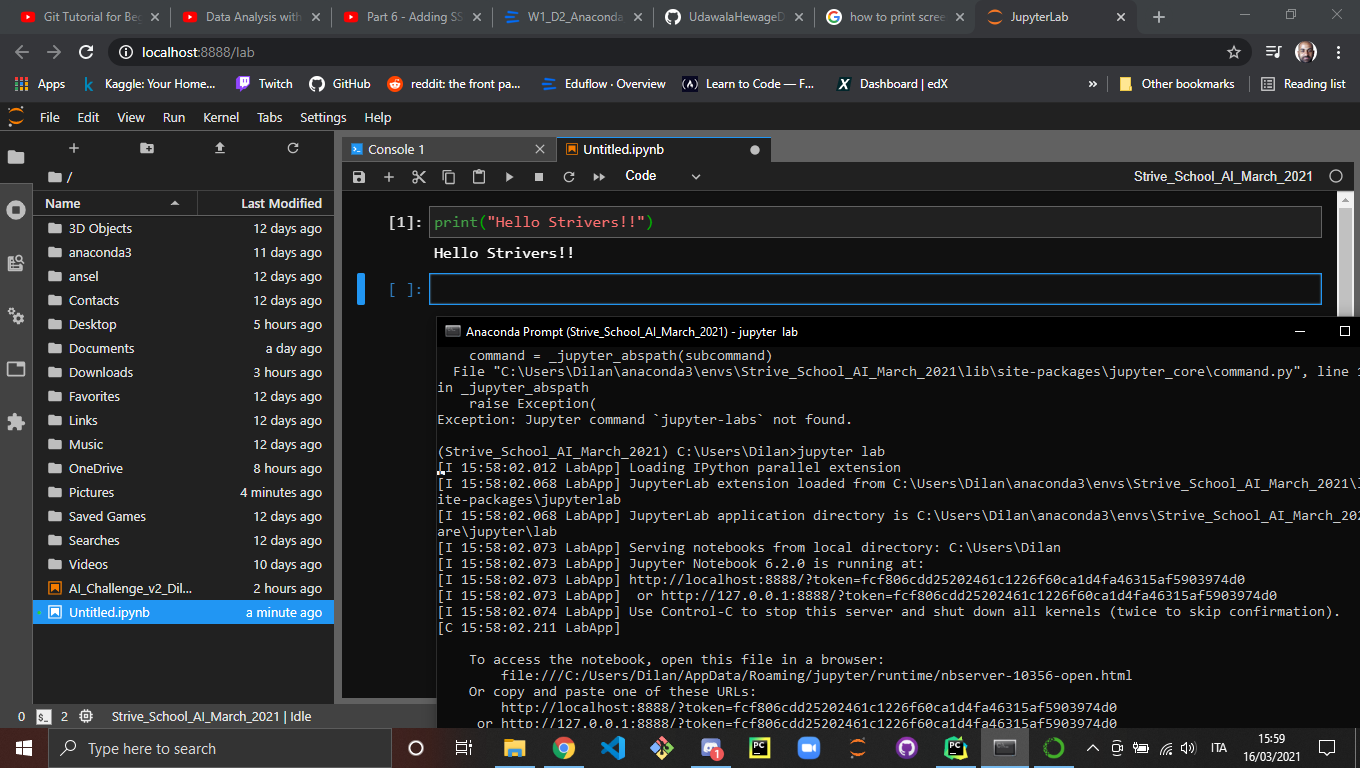 Git Tutorial for Beg
Data Analysis with
Part 6 - Adding SS
W1_D2_Anaconda
UdawalaHewageD
how to print scree
JupyterLab
localhost:8888/lab
Apps
Kaggle: Your Home...
Twitch
GitHub
reddit: the front pa...
Eduflow · Overview
Learn to Code — F...
Dashboard | edX
»
Other bookmarks
Reading list
File Edit View Run Kernel Tabs Settings Help
Console 1
Untitled.ipynb
/
Code
Strive_School_AI_March_2021
Name Last Modified
3D Objects 12 days ago
anaconda3 11 days ago
ansel 12 days ago
Contacts 12 days ago
Desktop 5 hours ago
Documents a day ago
Downloads 3 hours ago
Favorites 12 days ago
Links 12 days ago
Music 12 days ago
OneDrive 8 hours ago
Pictures 4 minutes ago
Saved Games 12 days ago
Searches 12 days ago
Videos 10 days ago
AI_Challenge_v2_Dil... 2 hours ago
Untitled.ipynb a minute ago
[1]: print("Hello Strivers!!")
Hello Strivers!!
[ ]:
Anaconda Prompt (Strive_School_AI_March_2021) - jupyter lab
command = _jupyter_abspath(subcommand)
File "C:\Users\Dilan\anaconda3\envs\Strive_School_AI_March_2021\lib\site-packages\jupyter_core\command.py", line 1
in _jupyter_abspath
raise Exception(
Exception: Jupyter command `jupyter-labs` not found.
(Strive_School_AI_March_2021) C:\Users\Dilan>jupyter lab
[I 15:58:02.012 LabApp] Loading IPython parallel extension
[I 15:58:02.068 LabApp] JupyterLab extension loaded from C:\Users\Dilan\anaconda3\envs\Strive_School_AI_March_2021\l
ite-packages\jupyterlab
[I 15:58:02.068 LabApp] JupyterLab application directory is C:\Users\Dilan\anaconda3\envs\Strive_School_AI_March_202
are\jupyter\lab
[I 15:58:02.073 LabApp] Serving notebooks from local directory: C:\Users\Dilan
[I 15:58:02.073 LabApp] Jupyter Notebook 6.2.0 is running at:
[I 15:58:02.073 LabApp] http://localhost:8888/?token=fcf806cdd25202461c1226f60ca1d4fa46315af5903974d0
[I 15:58:02.073 LabApp]  or http://127.0.0.1:8888/?token=fcf806cdd25202461c1226f60ca1d4fa46315af5903974d0
[I 15:58:02.074 LabApp] Use Control-C to stop this server and shut down all kernels (twice to skip confirmation).
[C 15:58:02.211 LabApp]
To access the notebook, open this file in a browser:
file:///C:/Users/Dilan/AppData/Roaming/jupyter/runtime/nbserver-10356-open.html
Or copy and paste one of these URLs:
http://localhost:8888/?token=fcf806cdd25202461c1226f60ca1d4fa46315af5903974d0
or http://127.0.0.1:8888/?token=fcf806cdd25202461c1226f60ca1d4fa46315af5903974d0
0 2 Strive_School_AI_March_2021 | Idle
Type here to search
1
PC
PC
ITA
15:59
16/03/2021